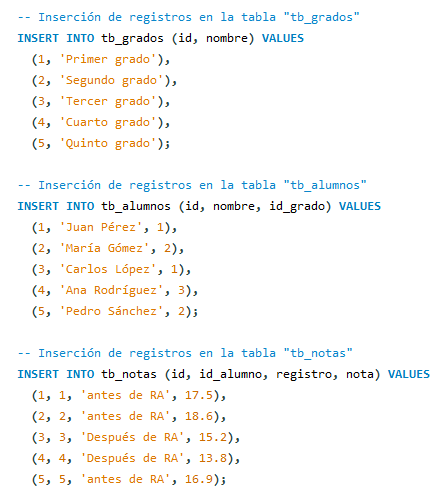 -- Inserción de registros en la tabla "tb_grados"
INSERT INTO tb_grados (id, nombre) VALUES
(1, 'Primer grado'),
(2, 'Segundo grado'),
(3, 'Tercer grado'),
(4, 'Cuarto grado'),
(5, 'Quinto grado');
-- Inserción de registros en la tabla "tb_alumnos"
INSERT INTO tb_alumnos (id, nombre, id_grado) VALUES
(1, 'Juan Pérez', 1),
(2, 'María Gómez', 2),
(3, 'Carlos López', 1),
(4, 'Ana Rodríguez', 3),
(5, 'Pedro Sánchez', 2);
-- Inserción de registros en la tabla "tb_notas"
INSERT INTO tb_notas (id, id_alumno, registro, nota) VALUES
(1, 1, 'antes de RA', 17.5),
(2, 2, 'antes de RA', 18.6),
(3, 3, 'Después de RA', 15.2),
(4, 4, 'Después de RA', 13.8),
(5, 5, 'antes de RA', 16.9);